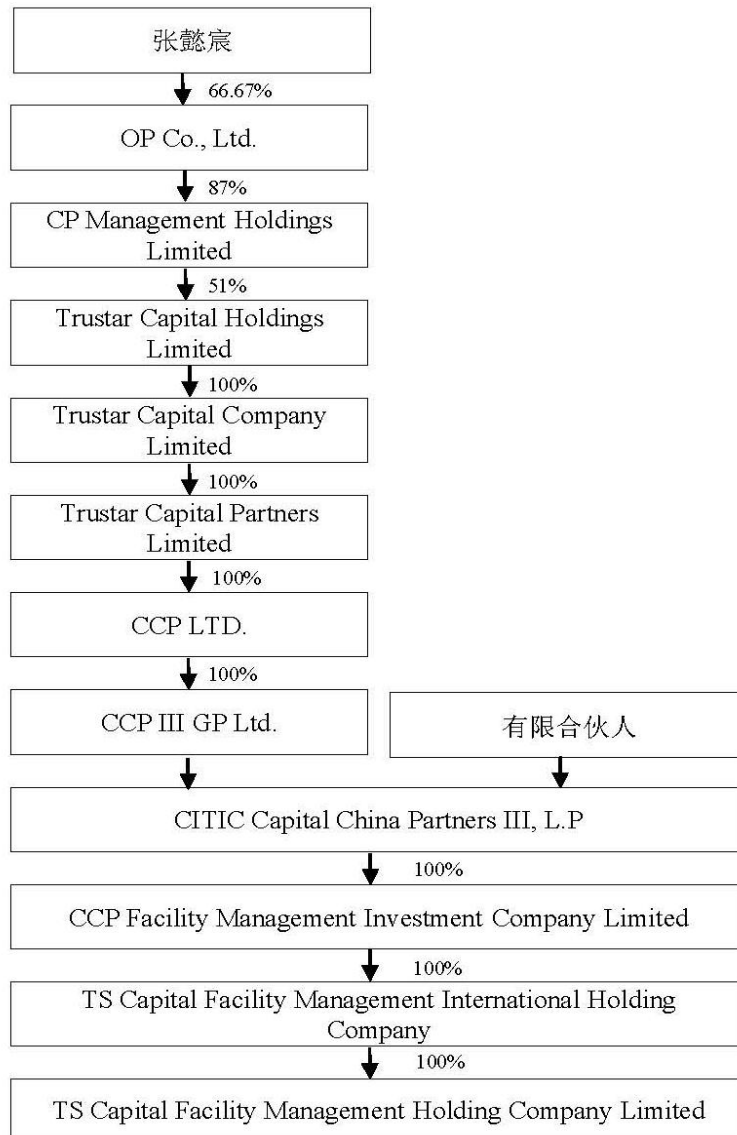 张懿宸
66.67%
OP Co., Ltd.
87%
CP Management Holdings
Limited
51%
Trustar Capital Holdings
Limited
100%
Trustar Capital Company
Limited
100%
Trustar Capital Partners
Limited
100%
CCP LTD.
100%
CCP III GP Ltd.
有限合伙人
CITIC Capital China Partners III, L.P
100%
CCP Facility Management Investment Company Limited
100%
TS Capital Facility Management International Holding
Company
100%
TS Capital Facility Management Holding Company Limited